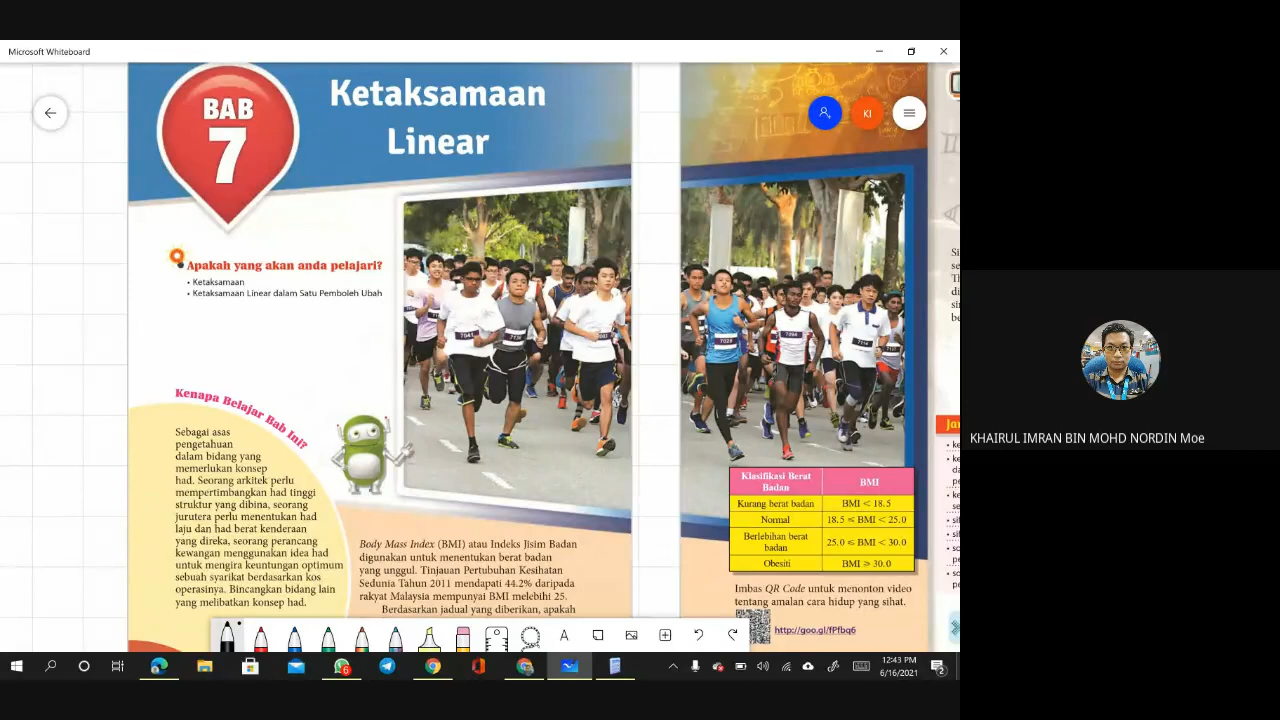 Microsoft Whiteboard
BAB
7
Ketaksamaan
Linear
KI
Apakah yang akan anda pelajari?
• Ketaksamaan
• Ketaksamaan Linear dalam Satu Pemboleh Ubah
Kenapa Belajar Bab Ini?
Sebagai asas
pengetahuan
dalam bidang yang
memerlukan konsep
had. Seorang arkitek perlu
mempertimbangkan had tinggi
struktur yang dibina, seorang
jurutera perlu menentukan had
laju dan had berat kenderaan
yang direka, seorang perancang
kewangan menggunakan idea had
untuk mengira keuntungan optimum
sebuah syarikat berdasarkan kos
operasinya. Bincangkan bidang lain
yang melibatkan konsep had.
Body Mass Index (BMI) atau Indeks Jisim Badan
digunakan untuk menentukan berat badan
yang unggul. Tinjauan Pertubuhan Kesihatan
Sedunia Tahun 2011 mendapati 44.2% daripada
rakyat Malaysia mempunyai BMI melebihi 25.
Berdasarkan jadual yang diberikan, apakah
7041
Klasifikasi Berat Badan BMI
Kurang berat badan BMI < 18.5
Normal 18.5 ⩽ BMI < 25.0
Berlebihan berat badan 25.0 ⩽ BMI < 30.0
Obesiti BMI ⩾ 30.0
Imbas QR Code untuk menonton video
tentang amalan cara hidup yang sihat.
http://goo.gl/fPfbq6
KHAIRUL IMRAN BIN MOHD NORDIN Moe
6
12:43 PM
6/16/2021
2